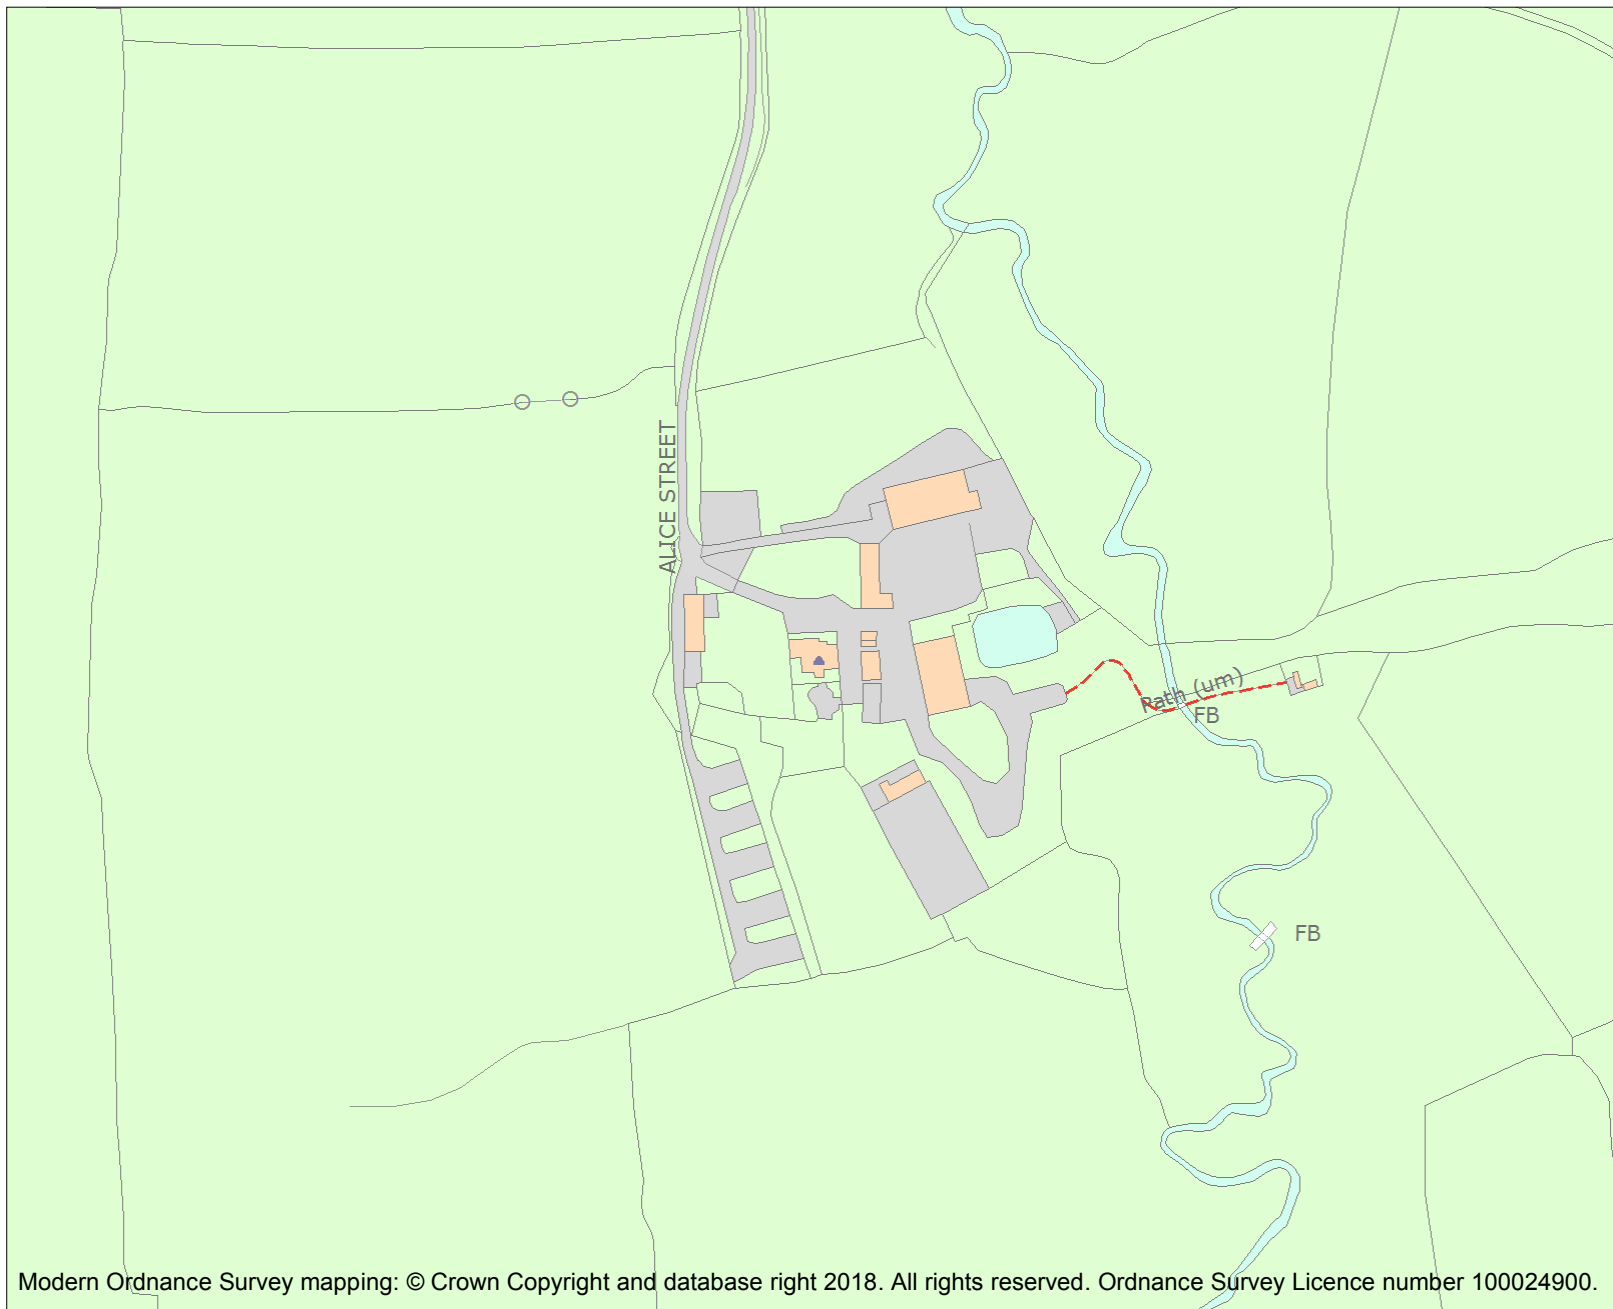 ALICE STREET
Path (um)
FB
FB
Modern Ordnance Survey mapping: © Crown Copyright and database right 2018. All rights reserved. Ordnance Survey Licence number 100024900.